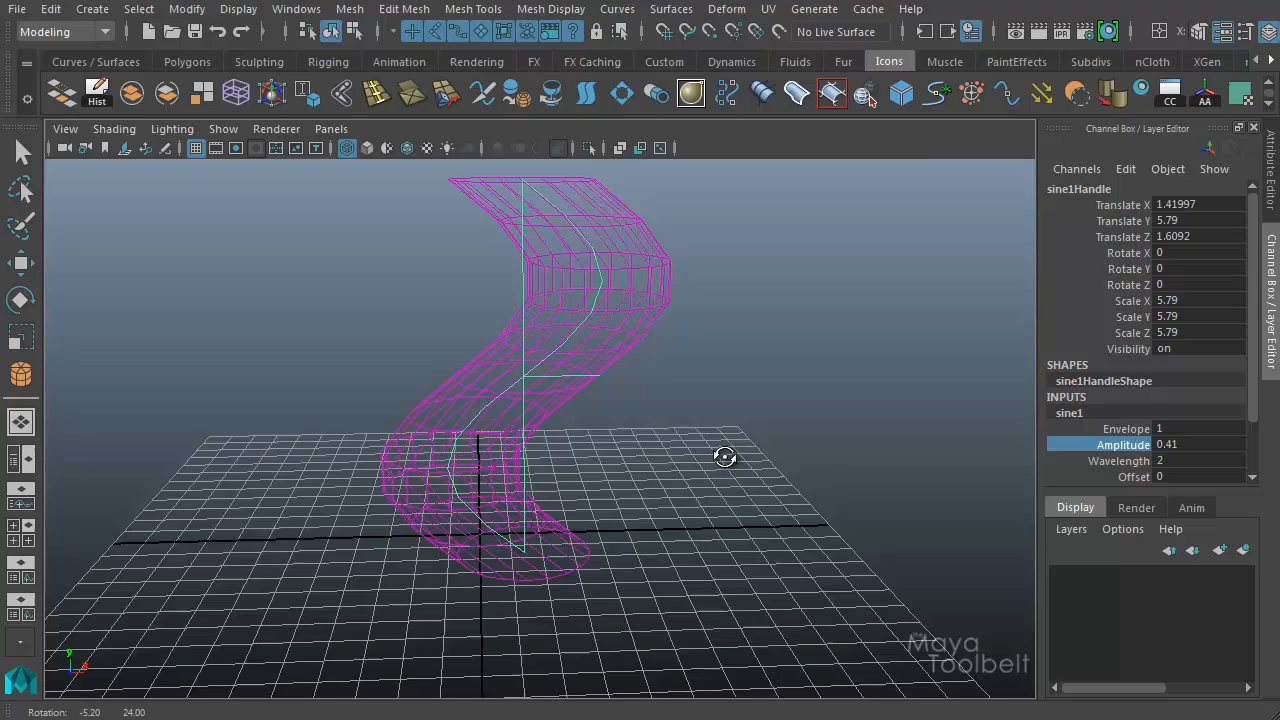 File Edit Create Select Modify Display Windows Mesh Edit Mesh Mesh Tools Mesh Display Curves Surfaces Deform UV Generate Cache Help
Modeling
No Live Surface
X:
Curves / Surfaces Polygons Sculpting Rigging Animation Rendering FX FX Caching Custom Dynamics Fluids Fur Icons Muscle PaintEffects Subdivs nCloth XGen
Hist
CC
AA
View Shading Lighting Show Renderer Panels
Channel Box / Layer Editor
Channels Edit Object Show
sine1Handle
Translate X 1.41997
Translate Y 5.79
Translate Z 1.6092
Rotate X 0
Rotate Y 0
Rotate Z 0
Scale X 5.79
Scale Y 5.79
Scale Z 5.79
Visibility on
SHAPES
sine1HandleShape
INPUTS
sine1
Envelope 1
Amplitude 0.41
Wavelength 2
Offset 0
Display Render Anim
Layers Options Help
Attribute Editor
Channel Box / Layer Editor
y
the Maya
Toolbelt
Rotation: -5.20 24.00